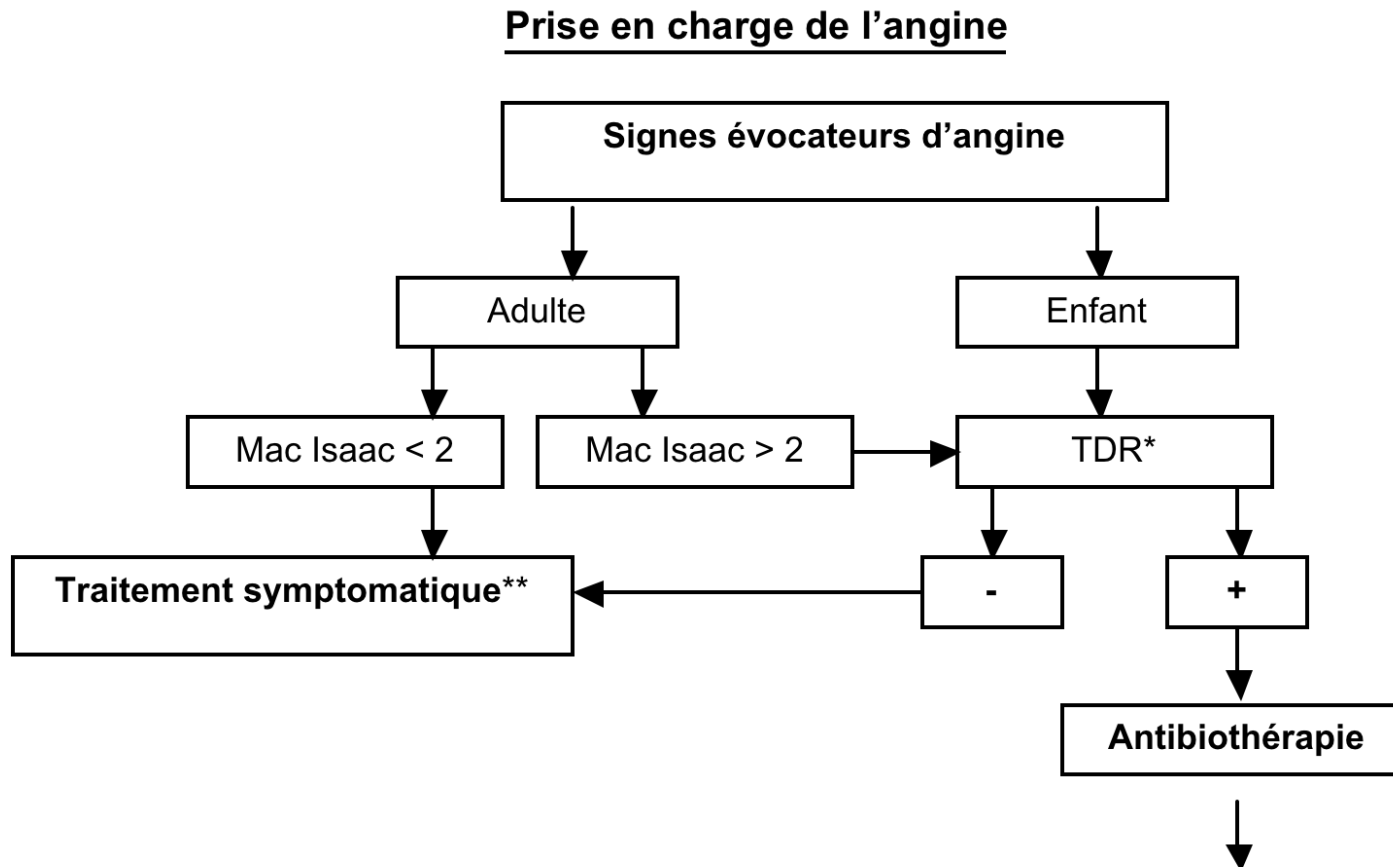 Prise en charge de l’angine
Signes évocateurs d’angine
Adulte
Enfant
Mac Isaac < 2
Mac Isaac > 2
TDR*
Traitement symptomatique**
-
+
Antibiothérapie